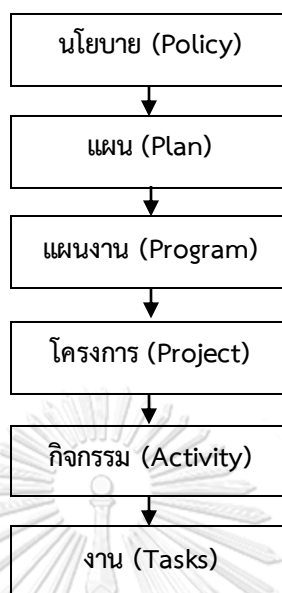 นโยบาย (Policy)
แผน (Plan)
แผนงาน (Program)
โครงการ (Project)
กิจกรรม (Activity)
งาน (Tasks)